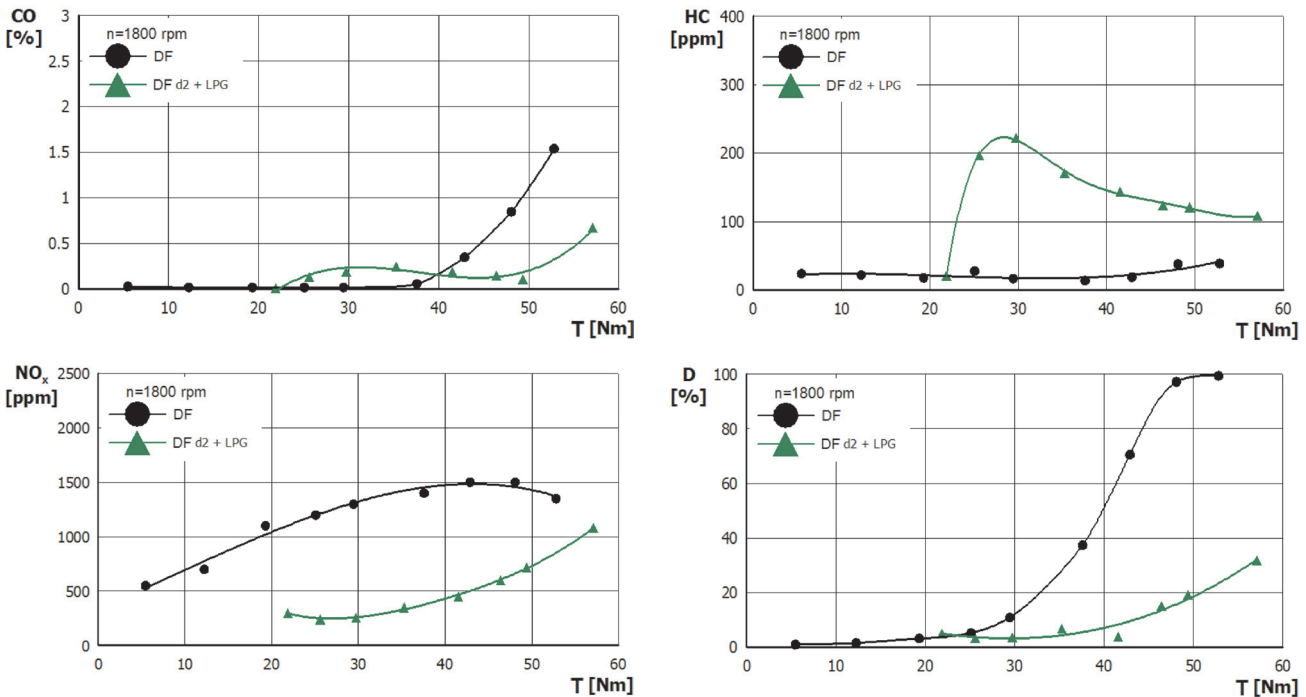 CO
[%]
3
2.5
2
1.5
1
0.5
0
n=1800 rpm
DF
DF d2 + LPG
0 10 20 30 40 50 60
T [Nm]
HC
[ppm]
400
300
200
100
0
n=1800 rpm
DF
DF d2 + LPG
0 10 20 30 40 50 60
T [Nm]
NOx
[ppm]
2500
2000
1500
1000
500
0
n=1800 rpm
DF
DF d2 + LPG
0 10 20 30 40 50 60
T [Nm]
D
[%]
100
80
60
40
20
0
n=1800 rpm
DF
DF d2 + LPG
0 10 20 30 40 50 60
T [Nm]